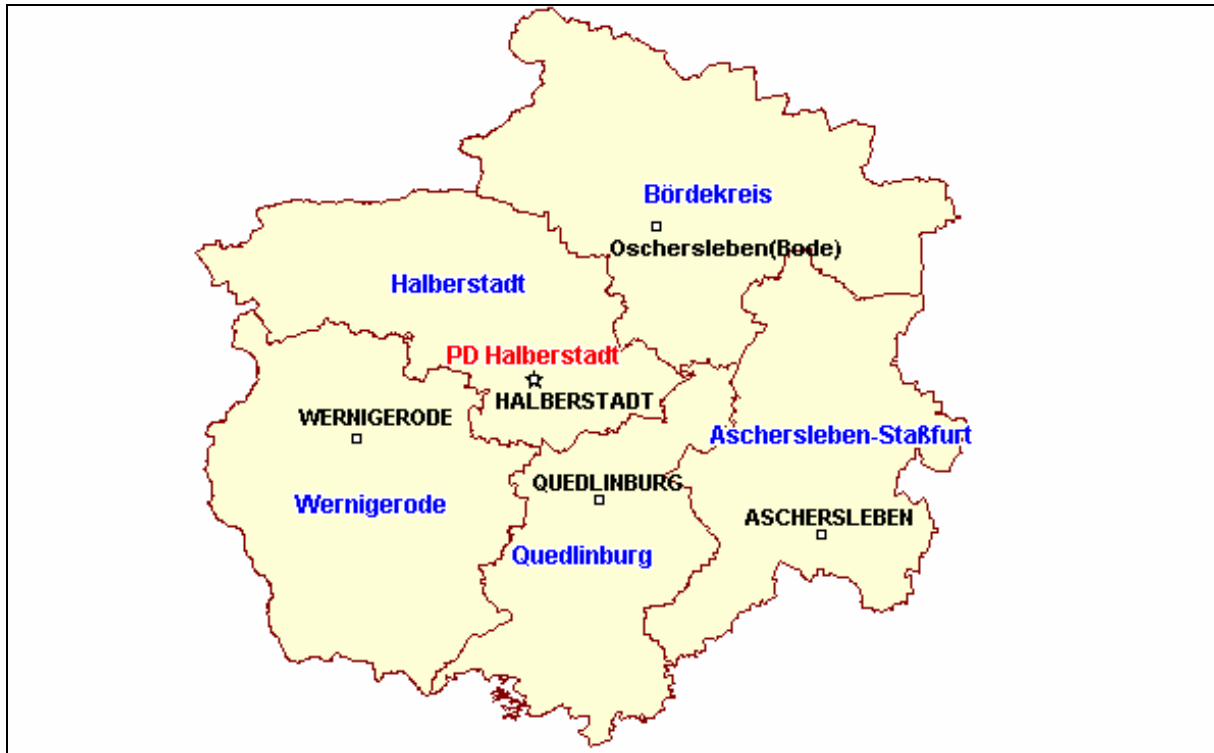 Bördekreis
Oschersleben(Bode)
Halberstadt
PD Halberstadt
HALBERSTADT
WERNIGERODE
Aschersleben-Staßfurt
QUEDLINBURG
Wernigerode
ASCHERSLEBEN
Quedlinburg